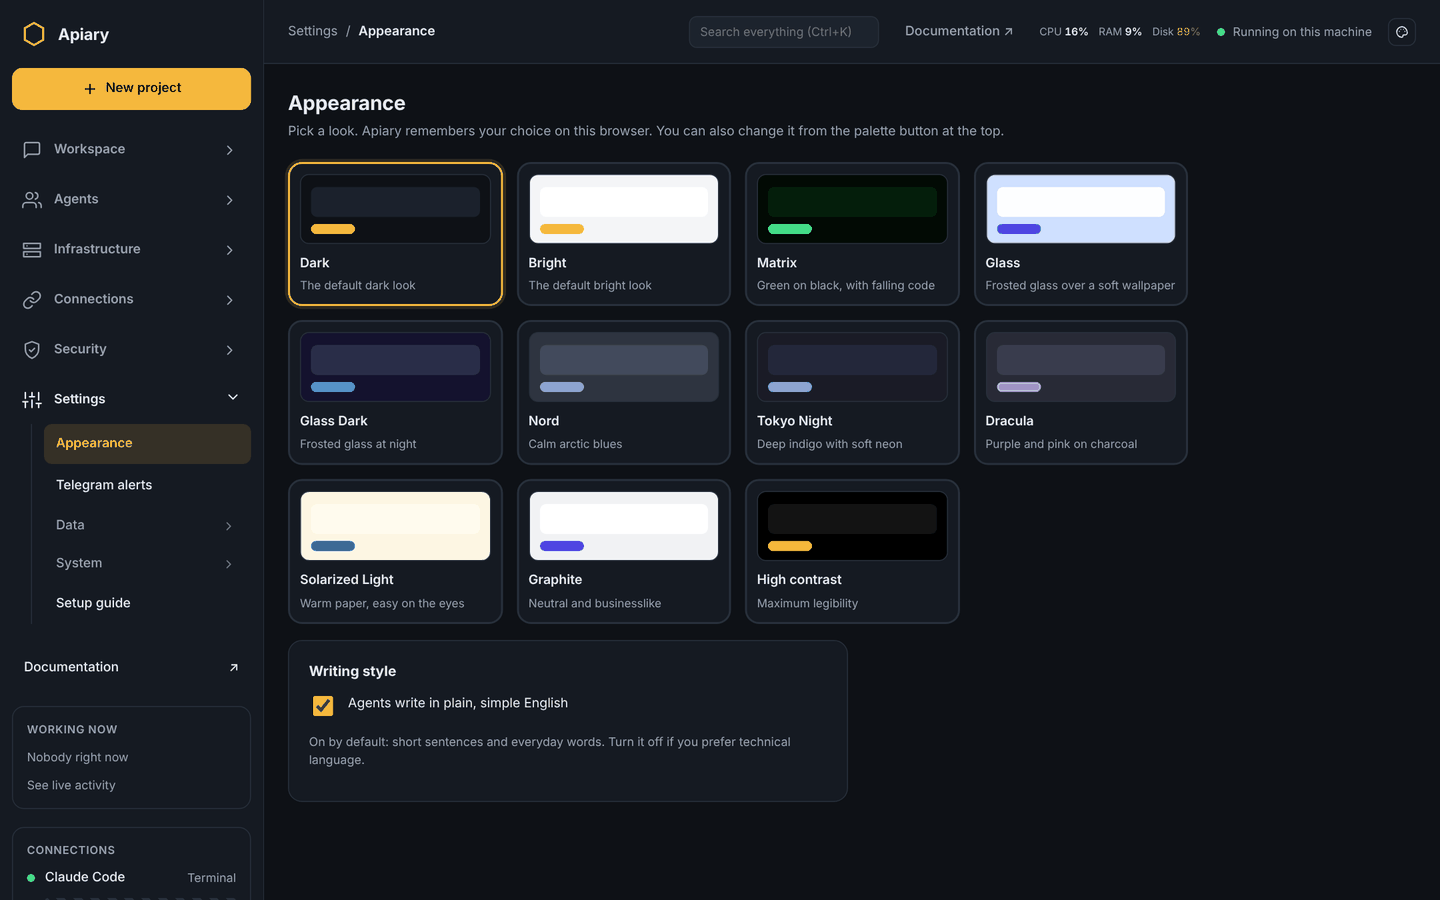 Apiary
New project
Workspace
Agents
Infrastructure
Connections
Security
Settings
Appearance
Telegram alerts
Data
System
Setup guide
Documentation
WORKING NOW
Nobody right now
See live activity
CONNECTIONS
Claude Code Terminal
Settings / Appearance
Search everything (Ctrl+K)
Documentation
CPU 16% RAM 9% Disk 89%
Running on this machine
Appearance
Pick a look. Apiary remembers your choice on this browser. You can also change it from the palette button at the top.
Dark
The default dark look
Bright
The default bright look
Matrix
Green on black, with falling code
Glass
Frosted glass over a soft wallpaper
Glass Dark
Frosted glass at night
Nord
Calm arctic blues
Tokyo Night
Deep indigo with soft neon
Dracula
Purple and pink on charcoal
Solarized Light
Warm paper, easy on the eyes
Graphite
Neutral and businesslike
High contrast
Maximum legibility
Writing style
Agents write in plain, simple English
On by default: short sentences and everyday words. Turn it off if you prefer technical
language.